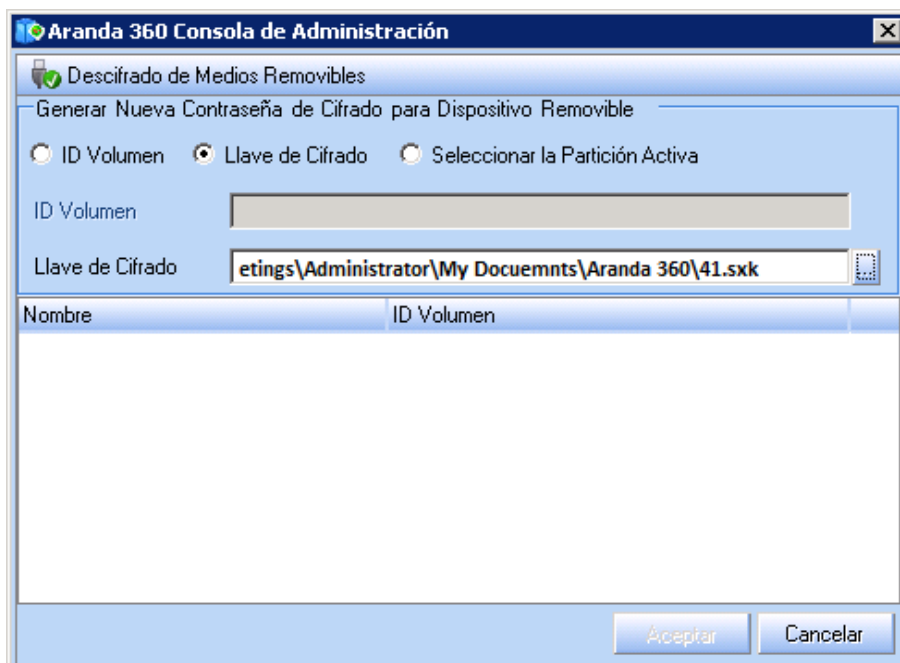 Aranda 360 Consola de Administración
Descifrado de Medios Removibles
Generar Nueva Contraseña de Cifrado para Dispositivo Removible
ID Volumen Llave de Cifrado Seleccionar la Partición Activa
ID Volumen
Llave de Cifrado etings\Administrator\My Docuemnts\Aranda 360\41.sxk ...
Nombre ID Volumen
Aceptar Cancelar